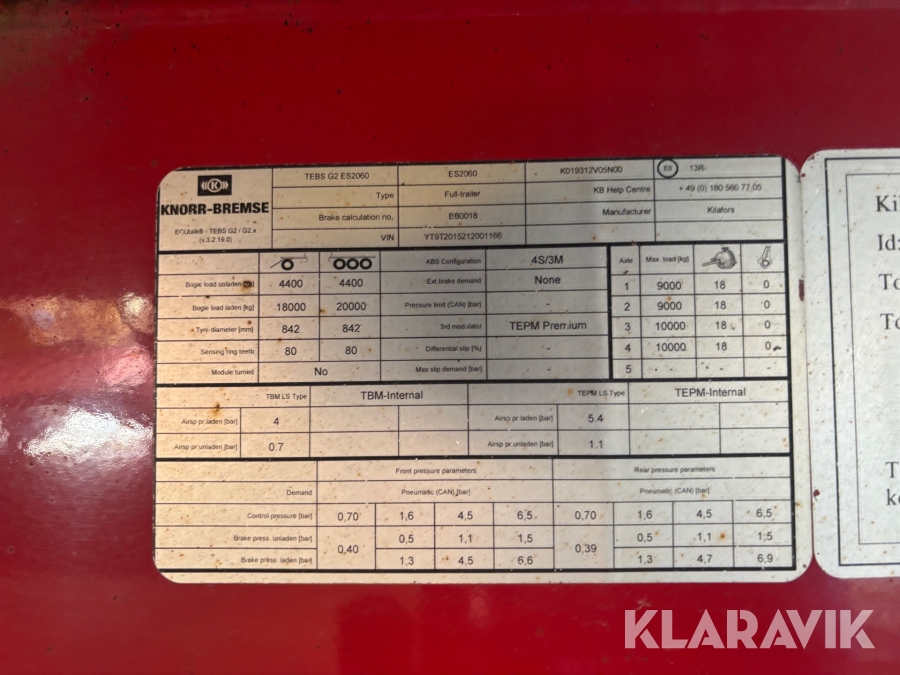 TEBS G2 ES2060 ES2060 K019312V05N00 E8 13R-
KNORR-BREMSE
ECUtalk® - TEBS G2 / G2.x
(v.3.2.19.0)
Type Full-trailer KB Help Centre + 49 (0) 180 566 77 05
Brake calculation no. BB0018 Manufacturer Kilafors
VIN YT9T2015212001166
ABS Configuration 4S/3M Axle Max. load [kg]
Bogie load unladen [kg] 4400 4400 Ext brake demand None 1 9000 18 0
Bogie load laden [kg] 18000 20000 Pressure limit (CAN) [bar] - 2 9000 18 0
Tyre diameter [mm] 842 842 3rd modulator TEPM Premium 3 10000 18 0
Sensing ring teeth 80 80 Differential slip [%] - 4 10000 18 0
Module turned No Max slip demand [bar] - 5 - - -
TBM LS Type TBM-Internal TEPM LS Type TEPM-Internal
Airsp pr.laden [bar] 4 Airsp pr.laden [bar] 5.4
Airsp pr.unladen [bar] 0.7 Airsp pr.unladen [bar] 1.1
Front pressure parameters Rear pressure parameters
Demand Pneumatic (CAN) [bar] Pneumatic (CAN) [bar]
Control pressure [bar] 0,70 1,6 4,5 6,5 0,70 1,6 4,5 6,5
Brake press. unladen [bar] 0,40 0,5 1,1 1,5 0,39 0,5 1,1 1,5
Brake press. laden [bar] 1,3 4,5 6,6 1,3 4,7 6,9
Id:
KLARAVIK